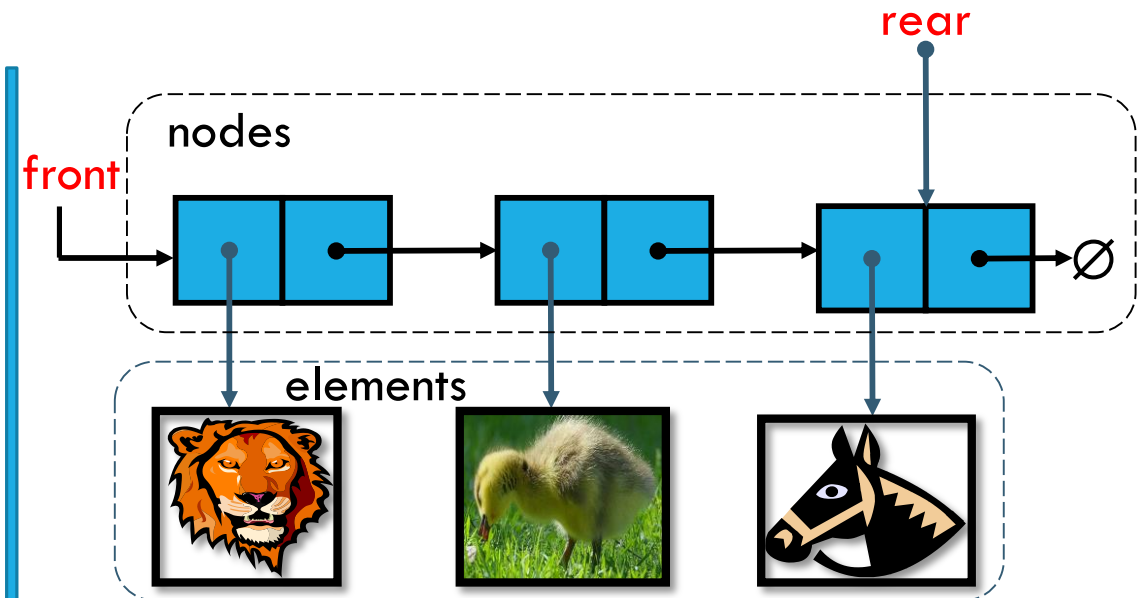 rear
nodes
front
∅
elements